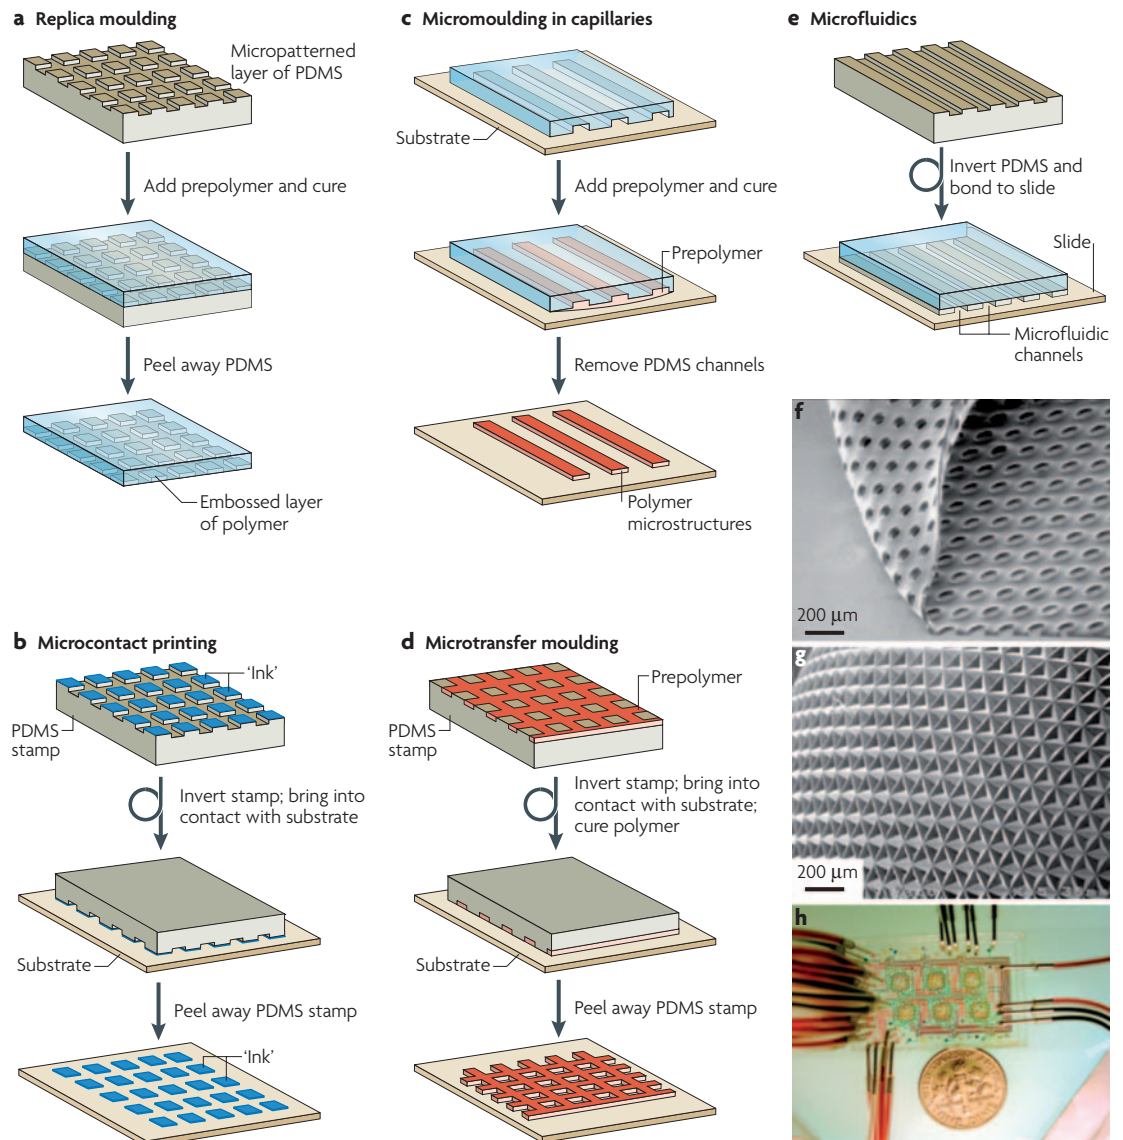 a Replica moulding
Micropatterned
layer of PDMS
Add prepolymer and cure
Peel away PDMS
Embossed layer
of polymer
b Microcontact printing
‘Ink’
PDMS
stamp
Invert stamp; bring into
contact with substrate
Substrate
Peel away PDMS stamp
‘Ink’
c Micromoulding in capillaries
Substrate
Add prepolymer and cure
Prepolymer
Remove PDMS channels
Polymer
microstructures
d Microtransfer moulding
Prepolymer
PDMS
stamp
Invert stamp; bring into
contact with substrate;
cure polymer
Substrate
Peel away PDMS stamp
e Microfluidics
Invert PDMS and
bond to slide
Slide
Microfluidic
channels
f
200 µm
g
200 µm
h